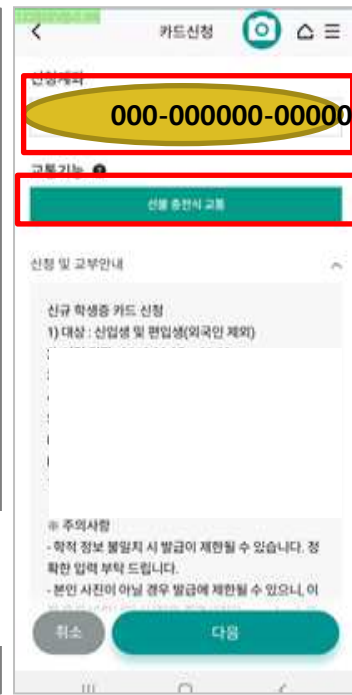 카드신청
신청계좌
000-000000-00000
교통기능
선불 충전식 교통
신청 및 교부안내
신규 학생증 카드 신청
1) 대상 : 신입생 및 편입생(외국인 제외)
※ 주의사항
- 학적 정보 불일치 시 발급이 제한될 수 있습니다. 정
확한 입력 부탁 드립니다.
- 본인 사진이 아닐 경우 발급에 제한될 수 있으니, 이
취소
다음